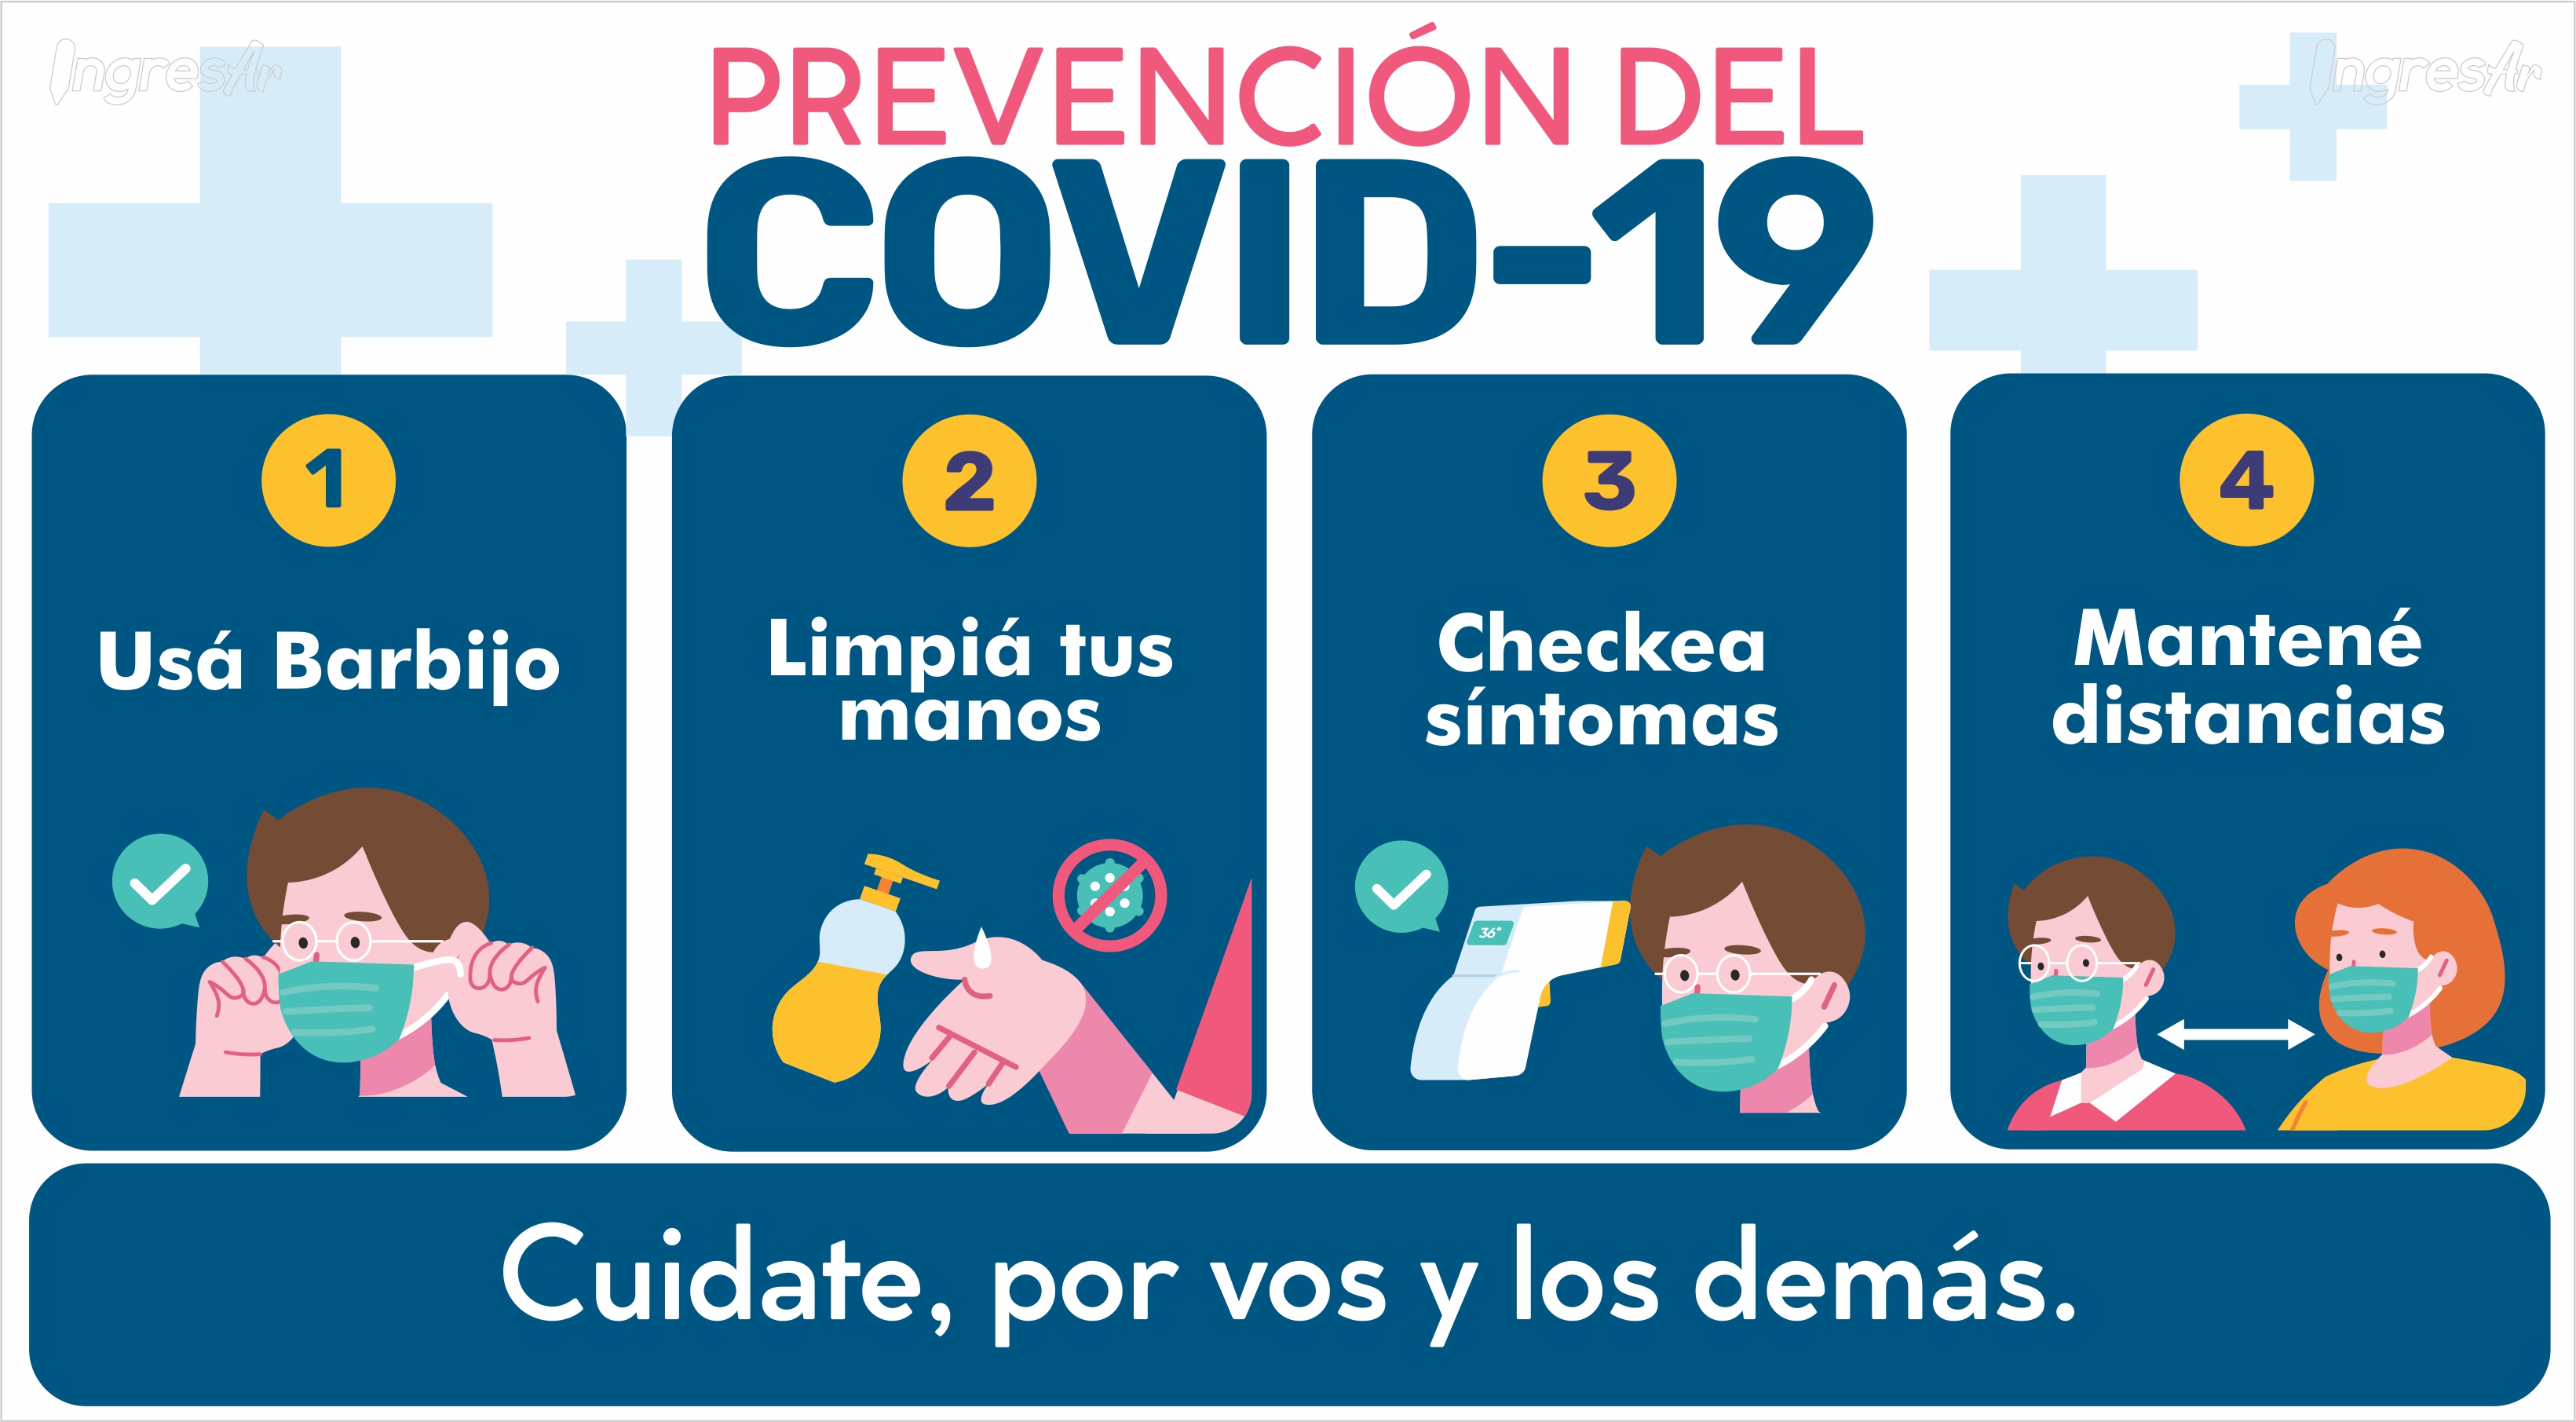 IngresAr
IngresAr
PREVENCIÓN DEL
COVID-19
1
Usá Barbijo
2
Limpiá tus
manos
3
Checkea
síntomas
36°
4
Mantené
distancias
Cuidate, por vos y los demás.